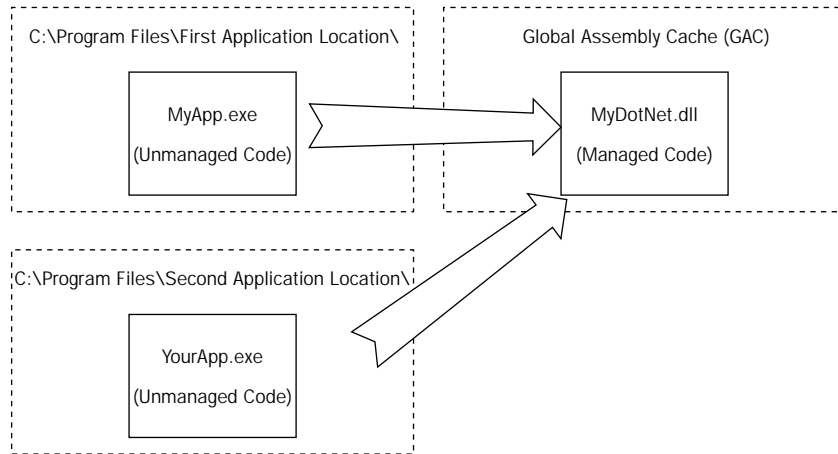 C:\Program Files\First Application Location\
MyApp.exe
(Unmanaged Code)
Global Assembly Cache (GAC)
MyDotNet.dll
(Managed Code)
C:\Program Files\Second Application Location\
YourApp.exe
(Unmanaged Code)